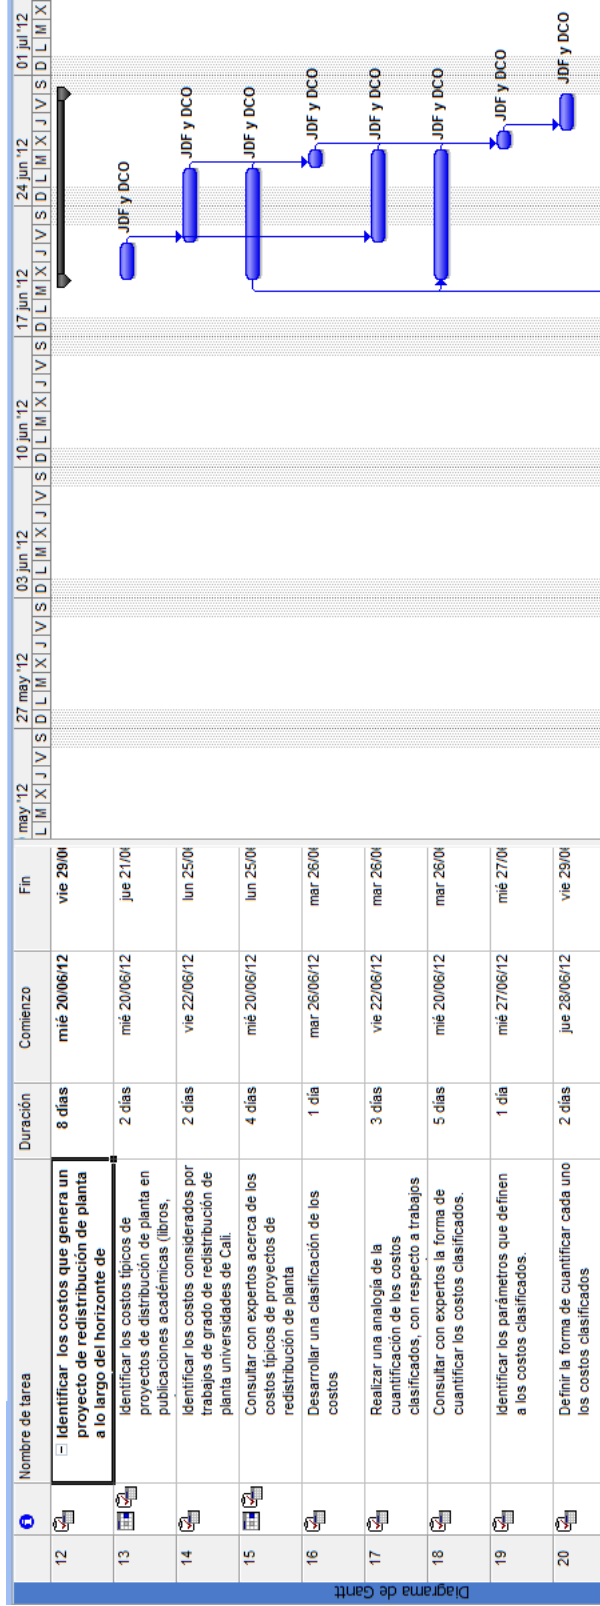 Diagrama de Gantt
Nombre de tarea
Duración
Comienzo
Fin
may '12
27 may '12
03 jun '12
10 jun '12
17 jun '12
24 jun '12
01 jul '12
L M X J V S D L M X J V S D L M X J V S D L M X J V S D L M X J V S D L M X J V S D L M X
12
Identificar los costos que genera un
proyecto de redistribución de planta
a lo largo del horizonte de
8 días
mié 20/06/12
vie 29/0
13
Identificar los costos típicos de
proyectos de distribución de planta en
publicaciones académicas (libros,
2 días
mié 20/06/12
jue 21/0
JDF y DCO
14
Identificar los costos considerados por
trabajos de grado de redistribución de
planta universidades de Cali.
2 días
vie 22/06/12
lun 25/0
JDF y DCO
15
Consultar con expertos acerca de los
costos típicos de proyectos de
redistribución de planta
4 días
mié 20/06/12
lun 25/0
JDF y DCO
16
Desarrollar una clasificación de los
costos
1 día
mar 26/06/12
mar 26/0
JDF y DCO
17
Realizar una analogía de la
cuantificación de los costos
clasificados, con respecto a trabajos
3 días
vie 22/06/12
mar 26/0
JDF y DCO
18
Consultar con expertos la forma de
cuantificar los costos clasificados.
5 días
mié 20/06/12
mar 26/0
JDF y DCO
19
Identificar los parámetros que definen
a los costos clasificados.
1 día
mié 27/06/12
mié 27/0
JDF y DCO
20
Definir la forma de cuantificar cada uno
los costos clasificados
2 días
jue 28/06/12
vie 29/0
JDF y DCO